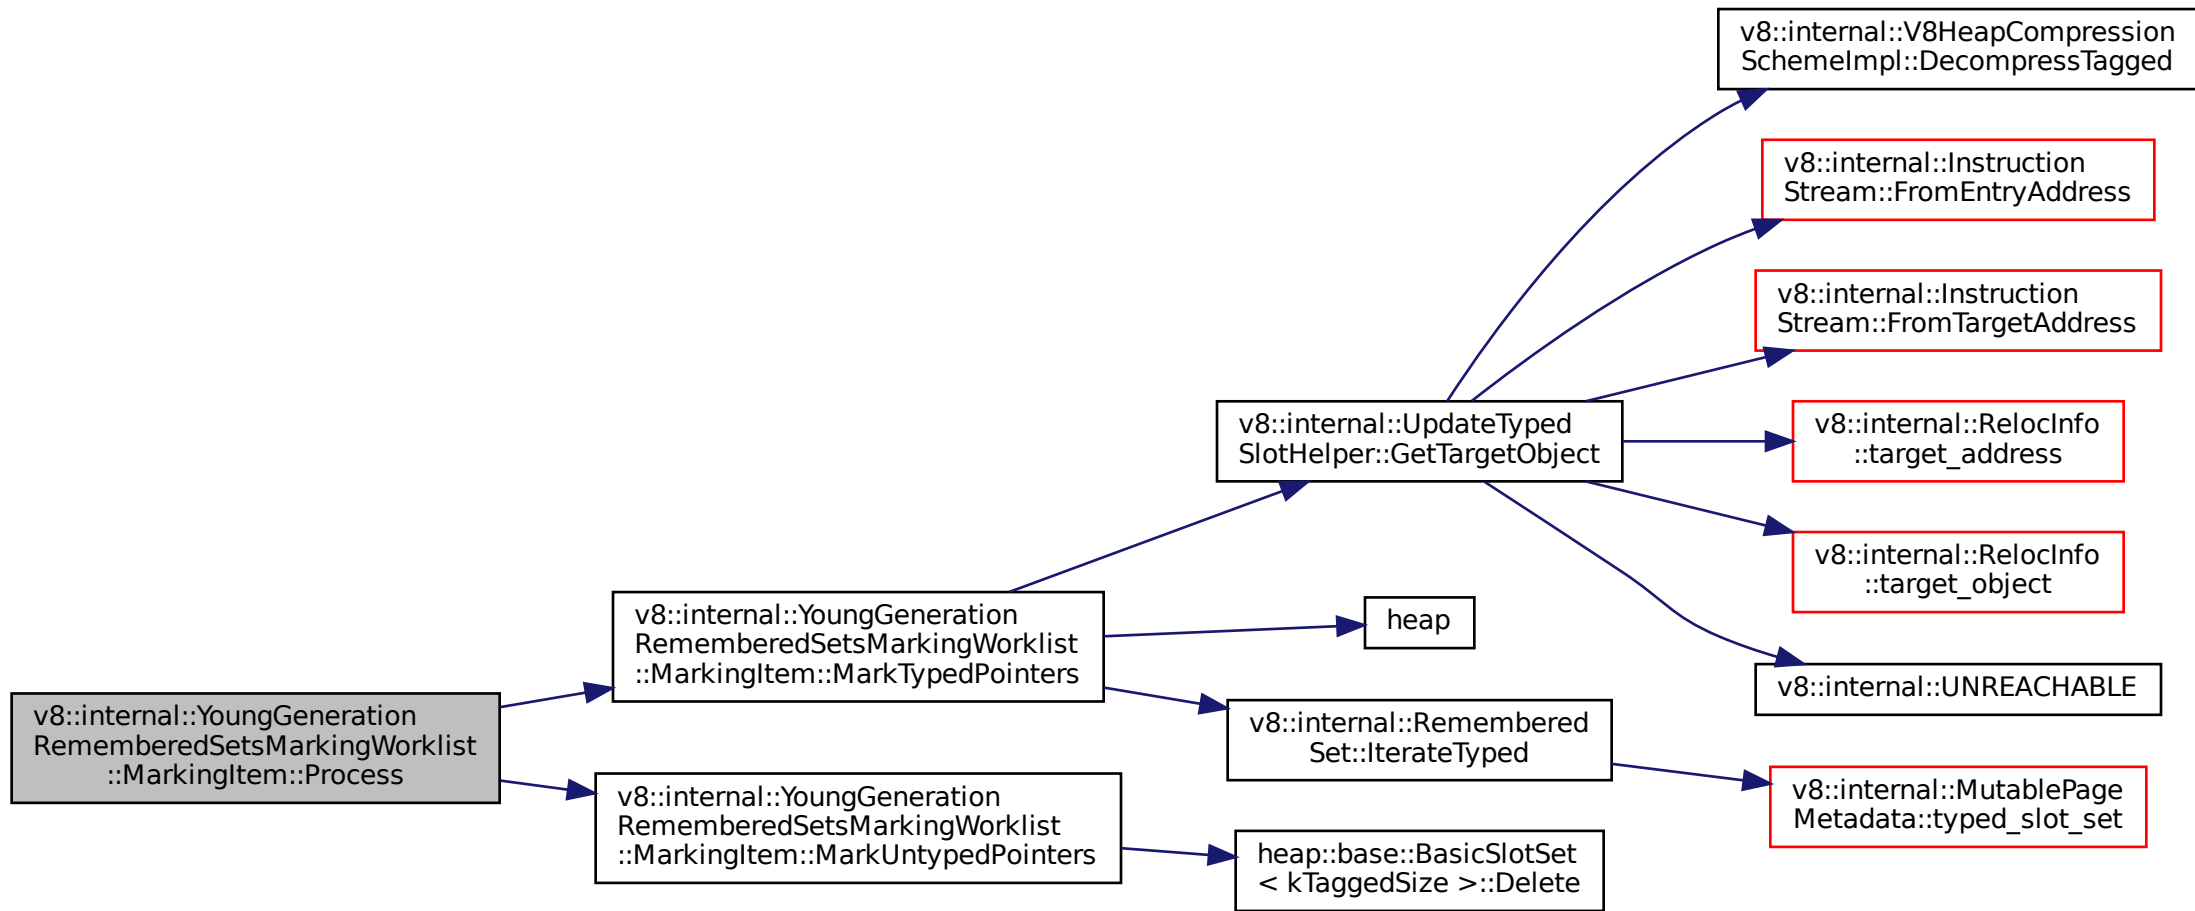 v8::internal::V8HeapCompression
SchemeImpl::DecompressTagged
v8::internal::Instruction
Stream::FromEntryAddress
v8::internal::Instruction
Stream::FromTargetAddress
v8::internal::UpdateTyped
SlotHelper::GetTargetObject
v8::internal::RelocInfo
::target_address
v8::internal::RelocInfo
::target_object
v8::internal::YoungGeneration
RememberedSetsMarkingWorklist
::MarkingItem::MarkTypedPointers
heap
v8::internal::UNREACHABLE
v8::internal::YoungGeneration
RememberedSetsMarkingWorklist
::MarkingItem::Process
v8::internal::Remembered
Set::IterateTyped
v8::internal::MutablePage
Metadata::typed_slot_set
v8::internal::YoungGeneration
RememberedSetsMarkingWorklist
::MarkingItem::MarkUntypedPointers
heap::base::BasicSlotSet
< kTaggedSize >::Delete